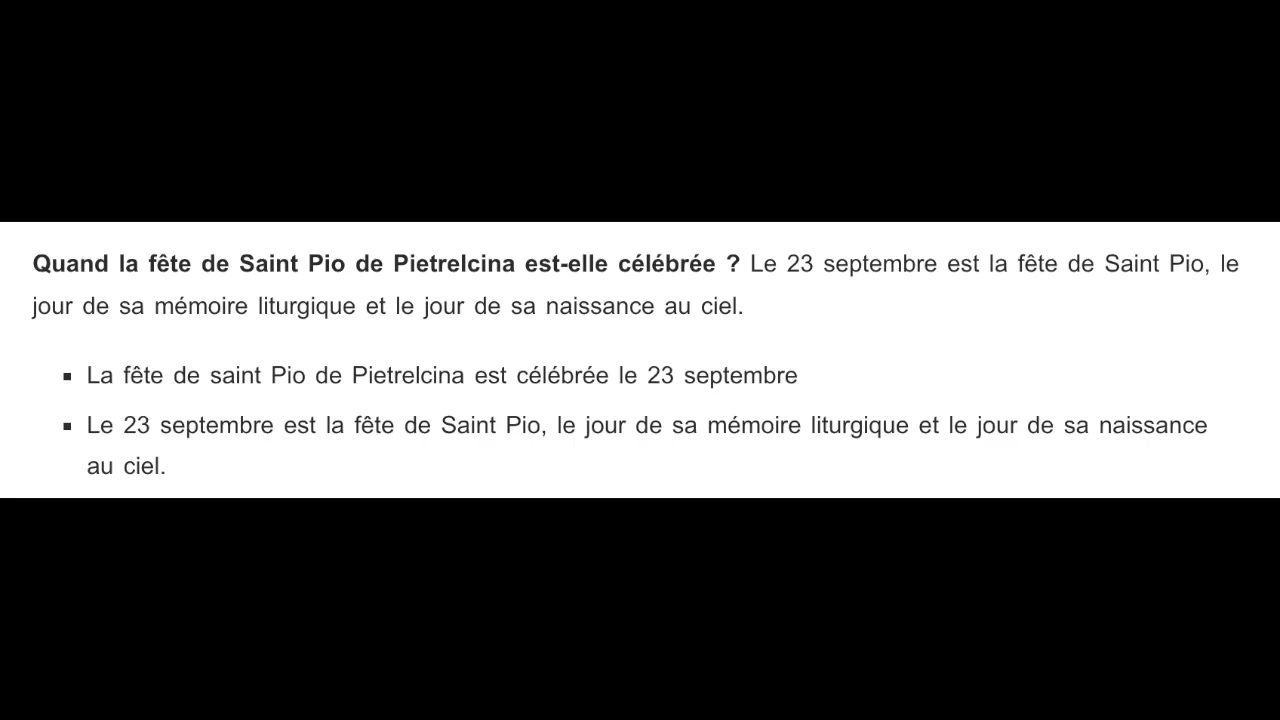 Quand la fête de Saint Pio de Pietrelcina est-elle célébrée ? Le 23 septembre est la fête de Saint Pio, le
jour de sa mémoire liturgique et le jour de sa naissance au ciel.
▪ La fête de saint Pio de Pietrelcina est célébrée le 23 septembre
▪ Le 23 septembre est la fête de Saint Pio, le jour de sa mémoire liturgique et le jour de sa naissance
au ciel.